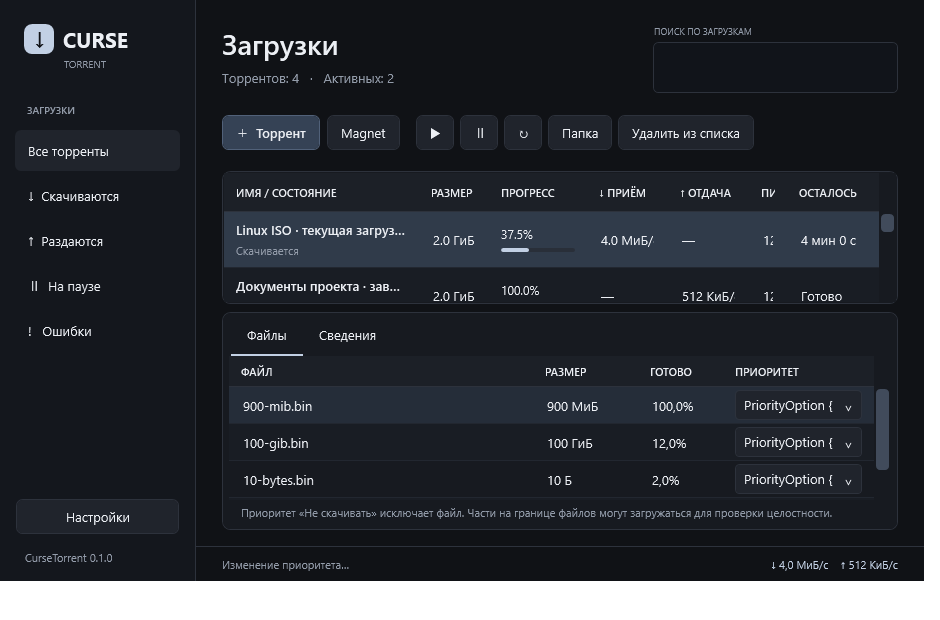 ↓ CURSE
TORRENT
ЗАГРУЗКИ
Все торренты
↓ Скачиваются
↑ Раздаются
II На паузе
! Ошибки
Настройки
CurseTorrent 0.1.0
Загрузки
Торрентов: 4 · Активных: 2
ПОИСК ПО ЗАГРУЗКАМ
+ Торрент Magnet ▶ II ↻ Папка Удалить из списка
ИМЯ / СОСТОЯНИЕ РАЗМЕР ПРОГРЕСС ↓ ПРИЁМ ↑ ОТДАЧА ПИ ОСТАЛОСЬ
Linux ISO · текущая загруз... 2.0 ГиБ 37.5% 4.0 МиБ/ — 12 4 мин 0 с
Скачивается
Документы проекта · зав... 2.0 ГиБ 100.0% — 512 КиБ/ 12 Готово
Файлы Сведения
ФАЙЛ РАЗМЕР ГОТОВО ПРИОРИТЕТ
900-mib.bin 900 МиБ 100,0% PriorityOption { v
100-gib.bin 100 ГиБ 12,0% PriorityOption { v
10-bytes.bin 10 Б 2,0% PriorityOption { v
Приоритет «Не скачивать» исключает файл. Части на границе файлов могут загружаться для проверки целостности.
Изменение приоритета... ↓ 4,0 МиБ/с ↑ 512 КиБ/с